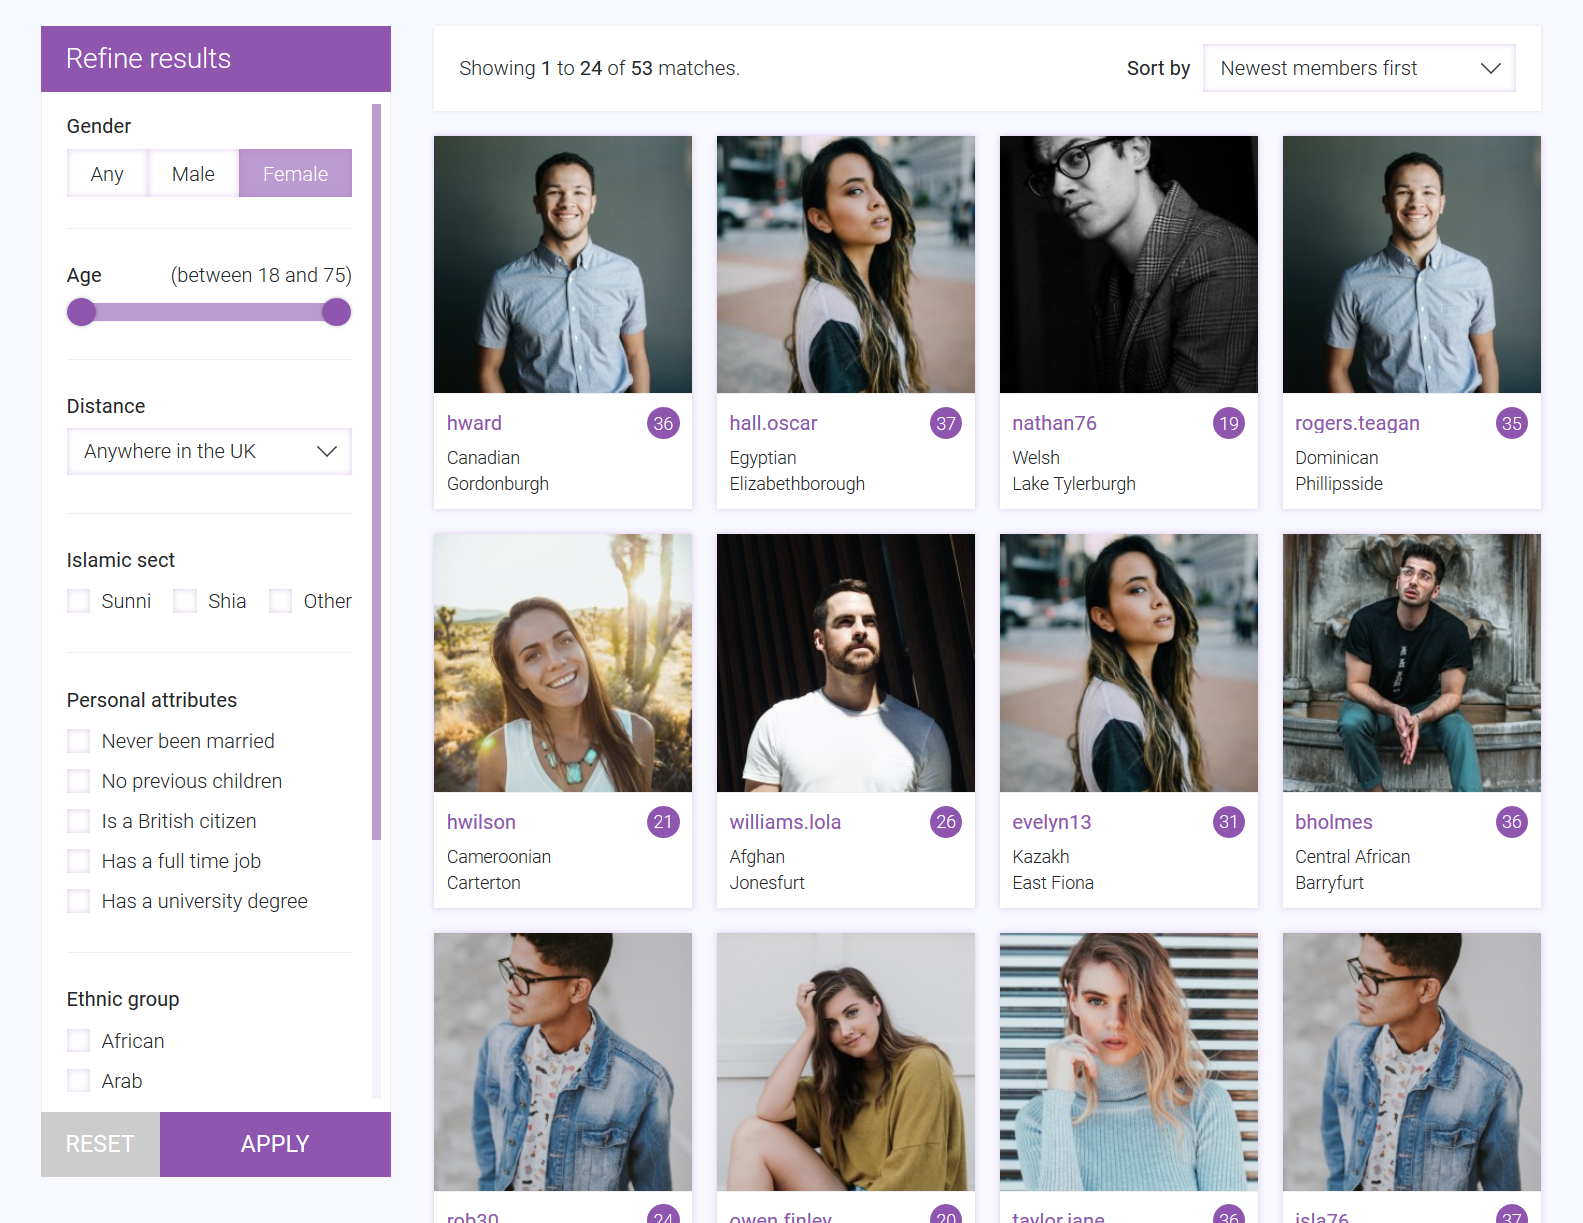 Refine results
Gender
Any Male Female
Age (between 18 and 75)
Distance
Anywhere in the UK
Islamic sect
Sunni Shia Other
Personal attributes
Never been married
No previous children
Is a British citizen
Has a full time job
Has a university degree
Ethnic group
African
Arab
RESET APPLY
Showing 1 to 24 of 53 matches.
Sort by Newest members first
hward 36
Canadian
Gordonburgh
hall.oscar 37
Egyptian
Elizabethborough
nathan76 19
Welsh
Lake Tylerburgh
rogers.teagan 35
Dominican
Phillipsside
hwilson 21
Cameroonian
Carterton
williams.lola 26
Afghan
Jonesfurt
evelyn13 31
Kazakh
East Fiona
bholmes 36
Central African
Barryfurt
rob30 24
owen.finley 20
taylor.jane 36
isla76 37